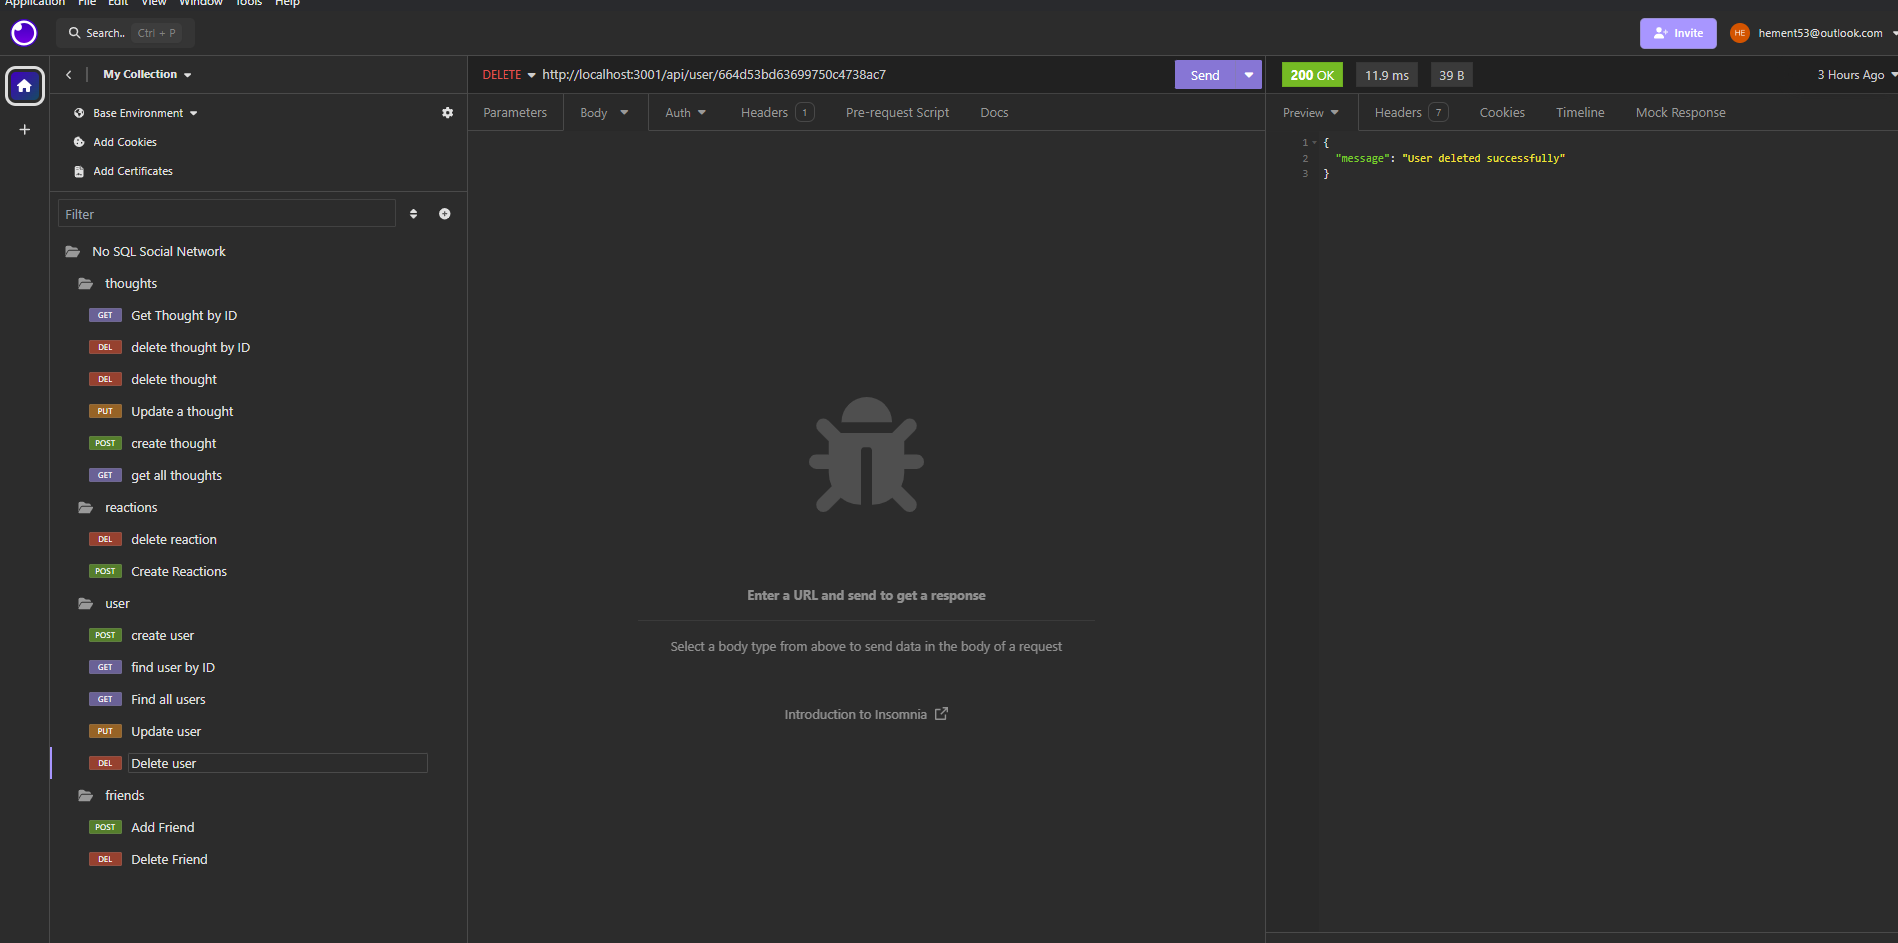 Application File Edit View Window Tools Help
Search.. Ctrl + P
Invite
HE hement53@outlook.com
My Collection
DELETE http://localhost:3001/api/user/664d53bd63699750c4738ac7
Send
200 OK 11.9 ms 39 B
3 Hours Ago
Base Environment
Add Cookies
Add Certificates
Parameters Body Auth Headers 1 Pre-request Script Docs
Preview Headers 7 Cookies Timeline Mock Response
1 {
2 "message": "User deleted successfully"
3 }
Filter
No SQL Social Network
thoughts
GET Get Thought by ID
DEL delete thought by ID
DEL delete thought
PUT Update a thought
POST create thought
GET get all thoughts
reactions
DEL delete reaction
POST Create Reactions
user
POST create user
GET find user by ID
GET Find all users
PUT Update user
DEL Delete user
friends
POST Add Friend
DEL Delete Friend
Enter a URL and send to get a response
Select a body type from above to send data in the body of a request
Introduction to Insomnia